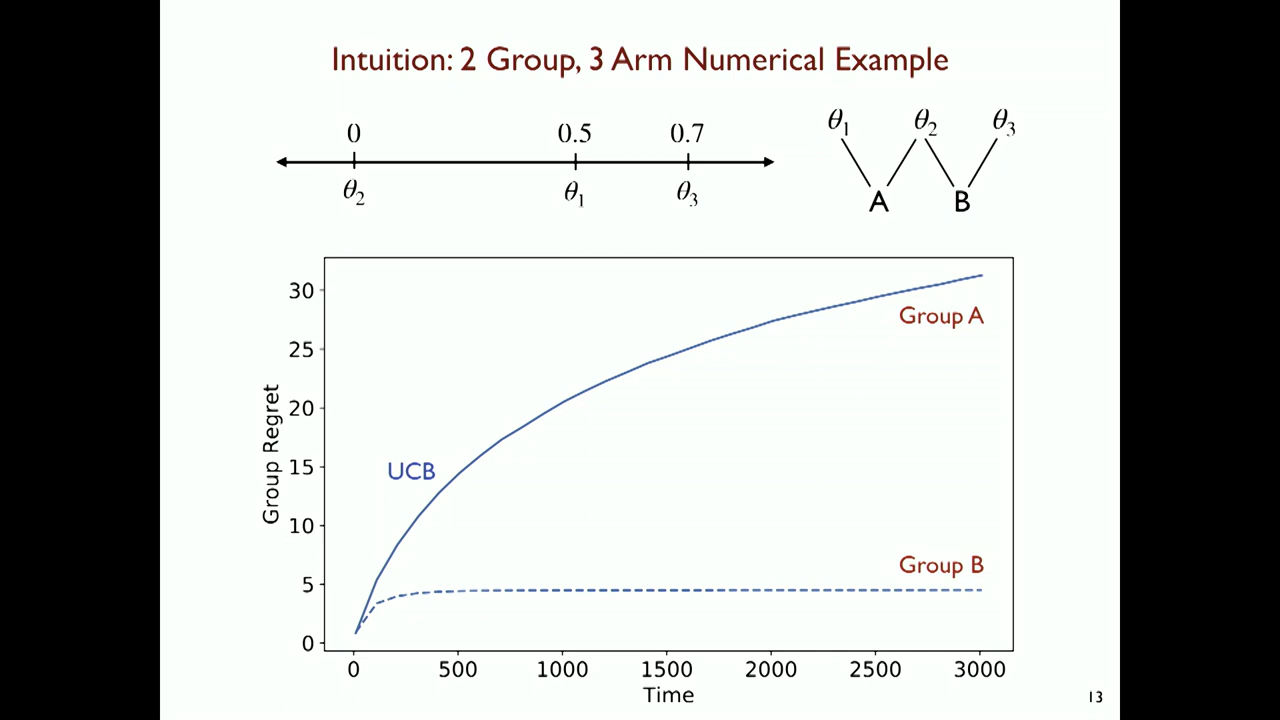 Intuition: 2 Group, 3 Arm Numerical Example
0 0.5 0.7
θ2 θ1 θ3
θ1 θ2 θ3
A B
Group Regret
30
25
20
15
10
5
0
UCB
Group A
Group B
0 500 1000 1500 2000 2500 3000
Time
13